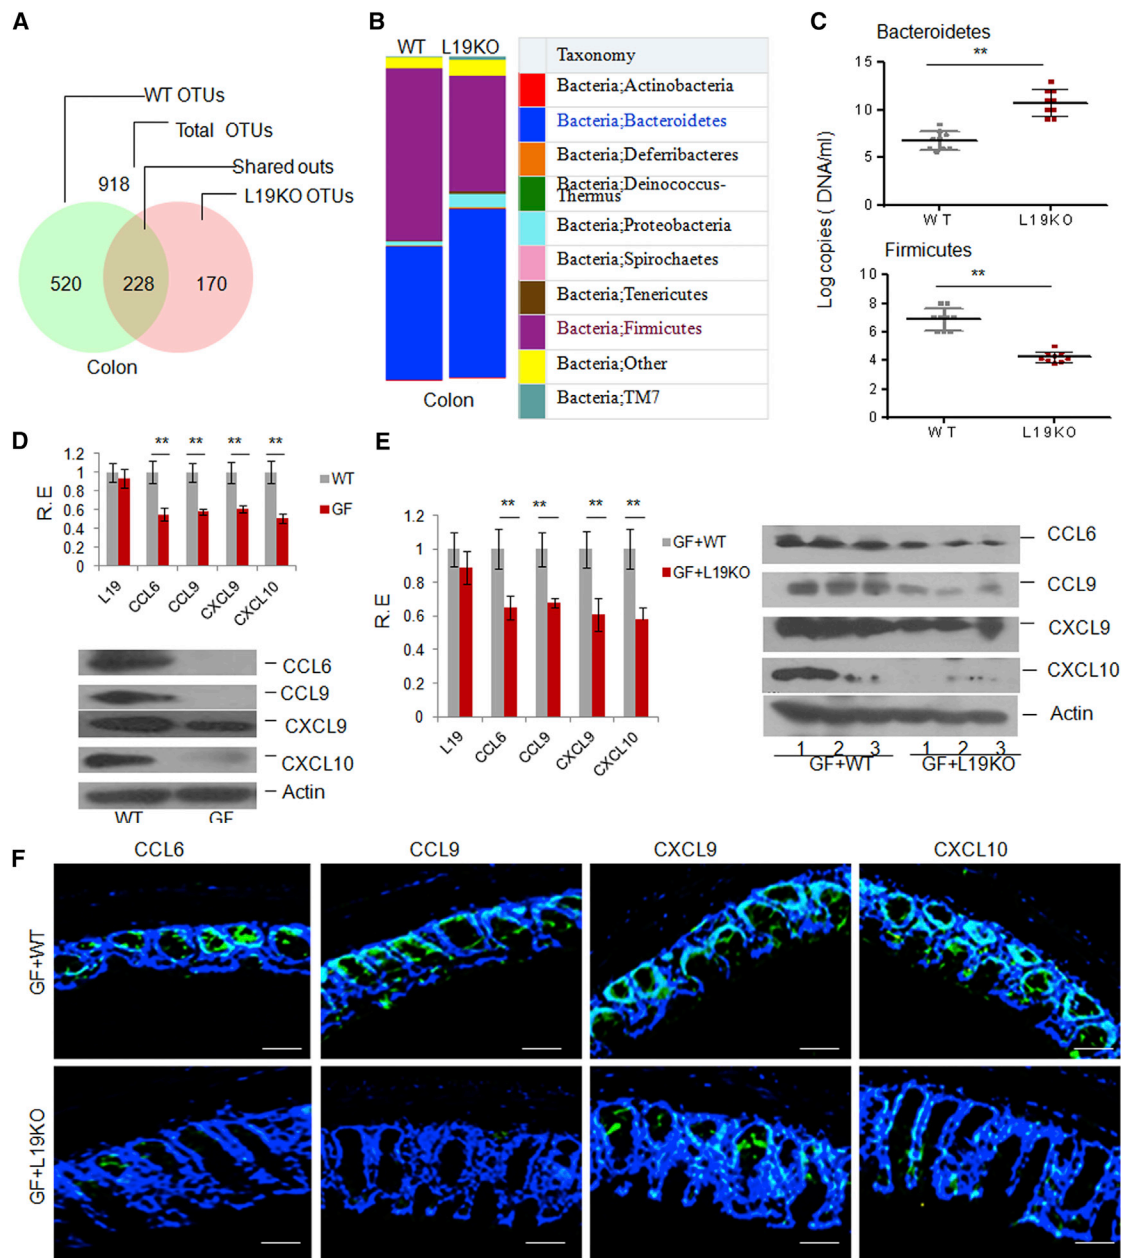 A
WT OTUs
Total OTUs
Shared outs
918
L19KO OTUs
520
228
170
Colon
B
WT L19KO
Taxonomy
Bacteria;Actinobacteria
Bacteria;Bacteroidetes
Bacteria;Deferribacteres
Bacteria;Deinococcus-
Thermus
Bacteria;Proteobacteria
Bacteria;Spirochaetes
Bacteria;Tenericutes
Bacteria;Firmicutes
Bacteria;Other
Bacteria;TM7
Colon
C
Bacteroidetes
**
15
10
5
0
WT L19KO
Log copies ( DNA/ml)
Firmicutes
**
10
8
6
4
2
0
WT L19KO
D
** ** ** **
1.2
1
0.8
0.6
0.4
0.2
0
R.E
WT
GF
L19 CCL6 CCL9 CXCL9 CXCL10
CCL6
CCL9
CXCL9
CXCL10
Actin
WT GF
E
** ** ** **
1.2
1
0.8
0.6
0.4
0.2
0
R.E
GF+WT
GF+L19KO
L19 CCL6 CCL9 CXCL9 CXCL10
CCL6
CCL9
CXCL9
CXCL10
Actin
1 2 3 1 2 3
GF+WT GF+L19KO
F
CCL6 CCL9 CXCL9 CXCL10
GF+WT
GF+L19KO